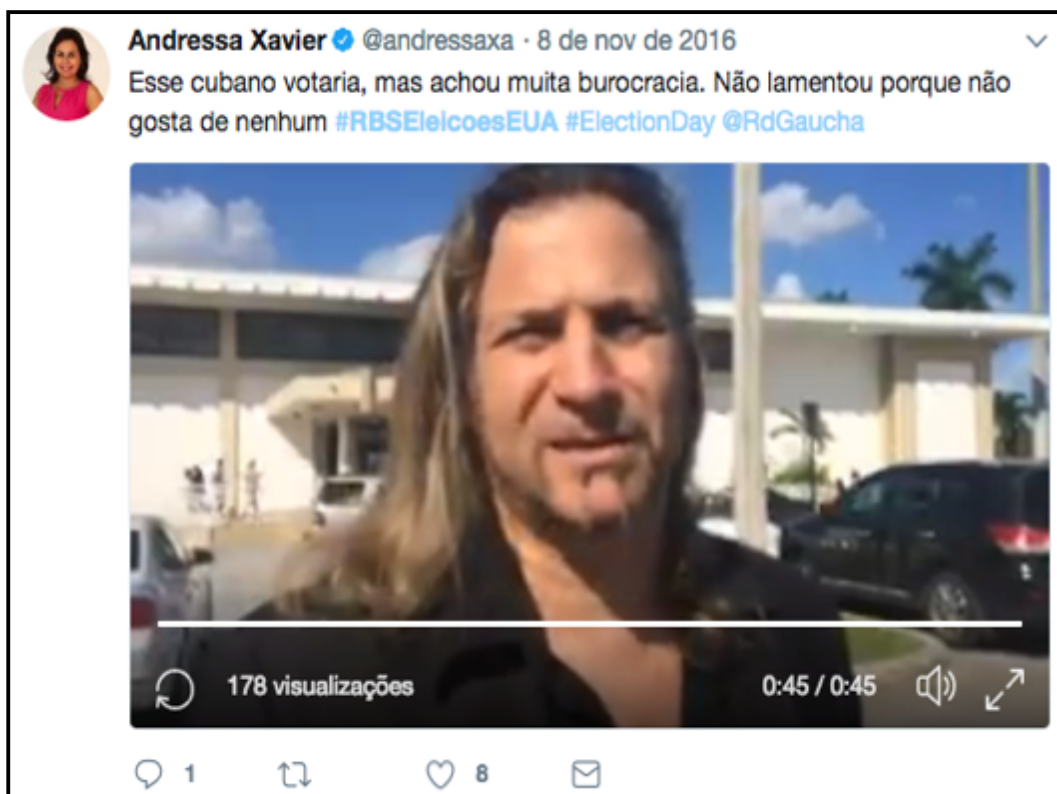 Andressa Xavier @andressaxa · 8 de nov de 2016
Esse cubano votaria, mas achou muita burocracia. Não lamentou porque não
gosta de nenhum #RBSEleicoesEUA #ElectionDay @RdGaucha
178 visualizações 0:45 / 0:45
1 8